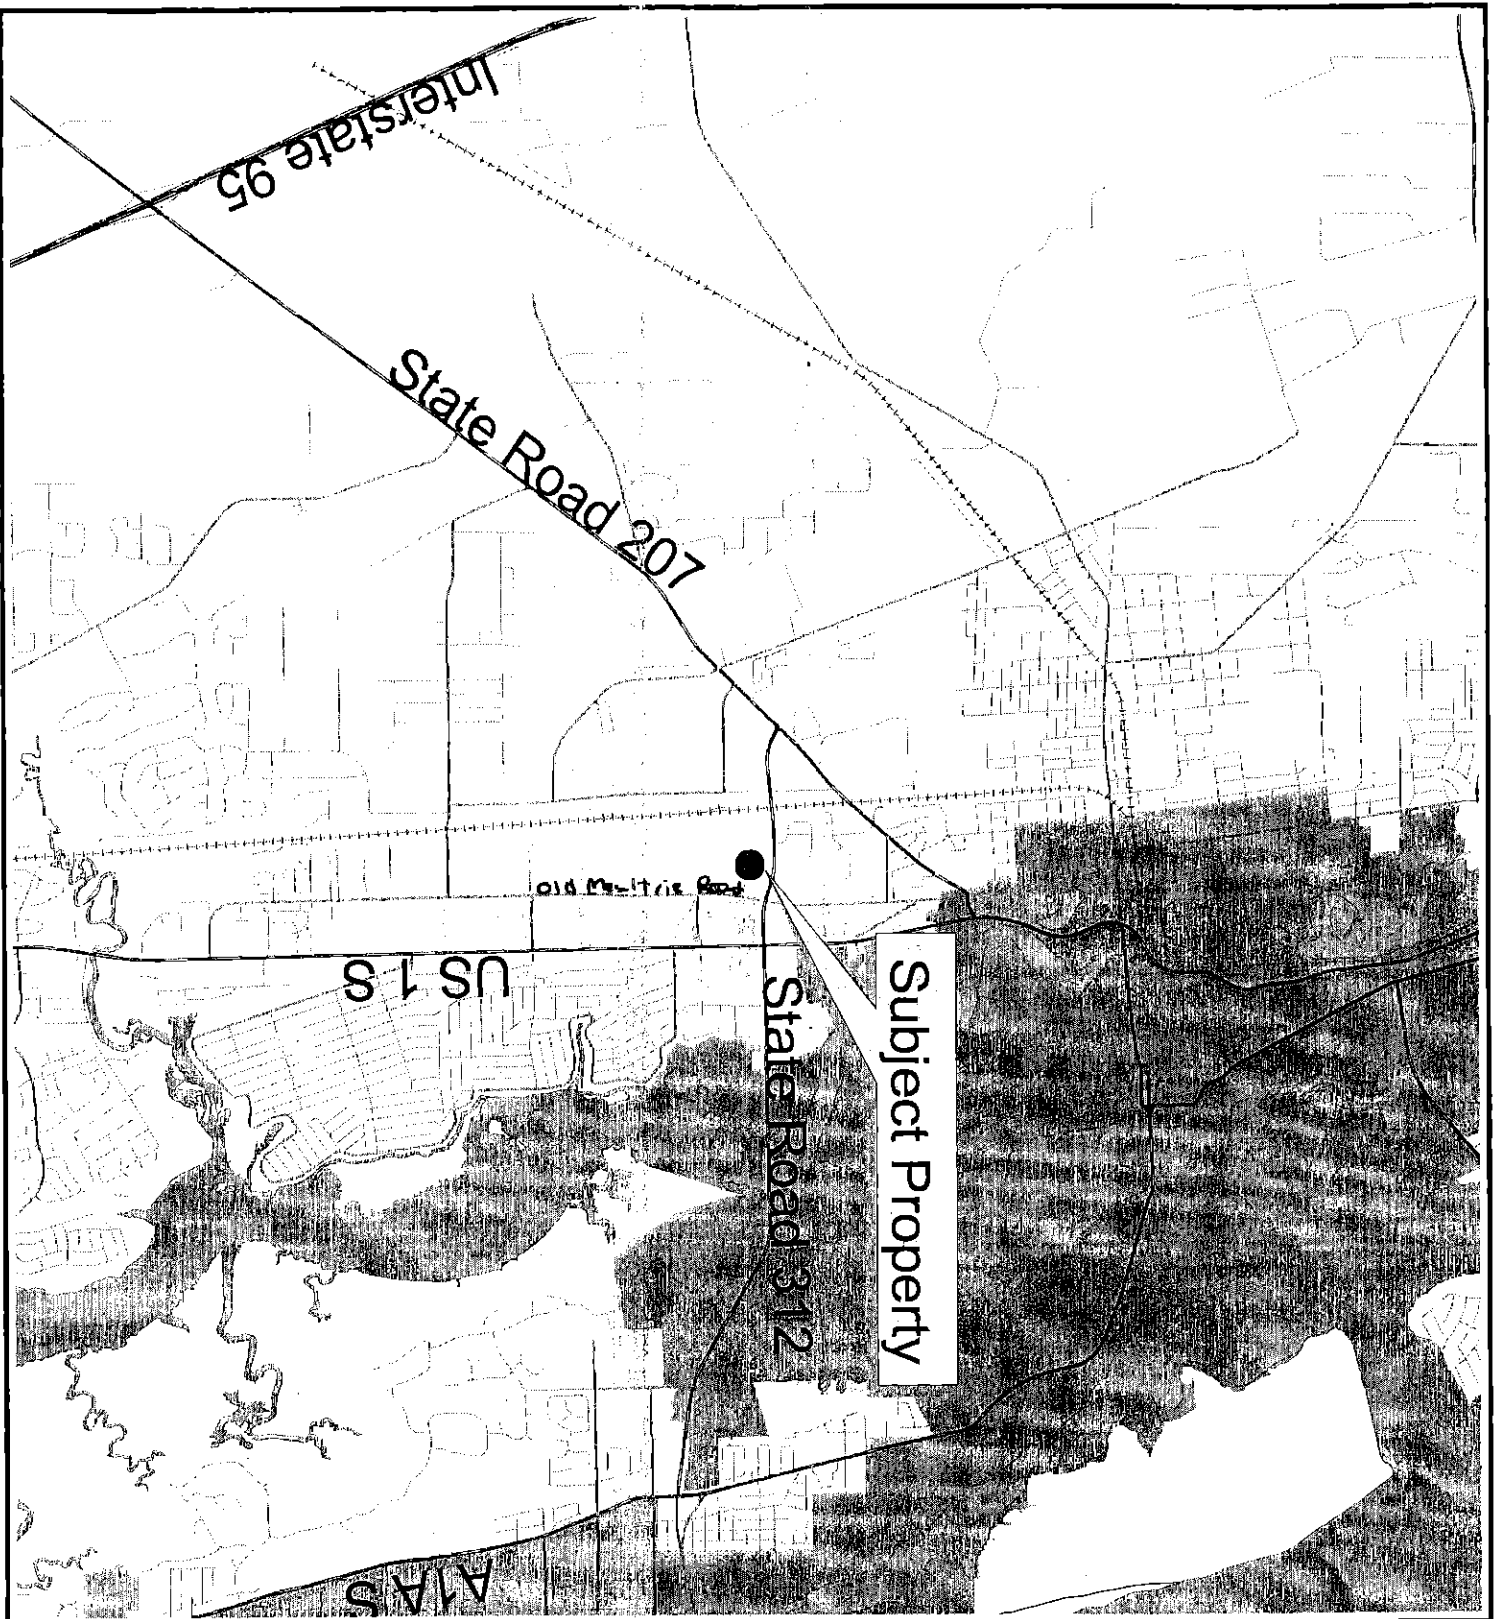 Interstate 95
State Road 207
Old Moultrie Road
US 1 S
Subject Property
State Road 312
A1A S